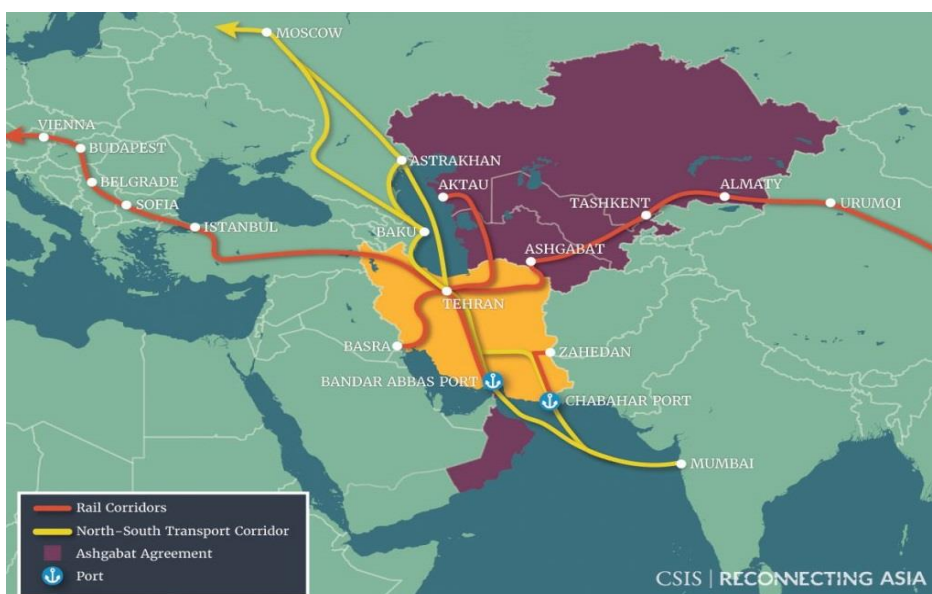 MOSCOW
VIENNA
BUDAPEST
BELGRADE
SOFIA
ISTANBUL
ASTRAKHAN
AKTAU
BAKU
TASHKENT
ALMATY
URUMQI
ASHGABAT
TEHRAN
BASRA
ZAHEDAN
BANDAR ABBAS PORT
CHABAHAR PORT
MUMBAI
Rail Corridors
North-South Transport Corridor
Ashgabat Agreement
Port
CSIS | RECONNECTING ASIA